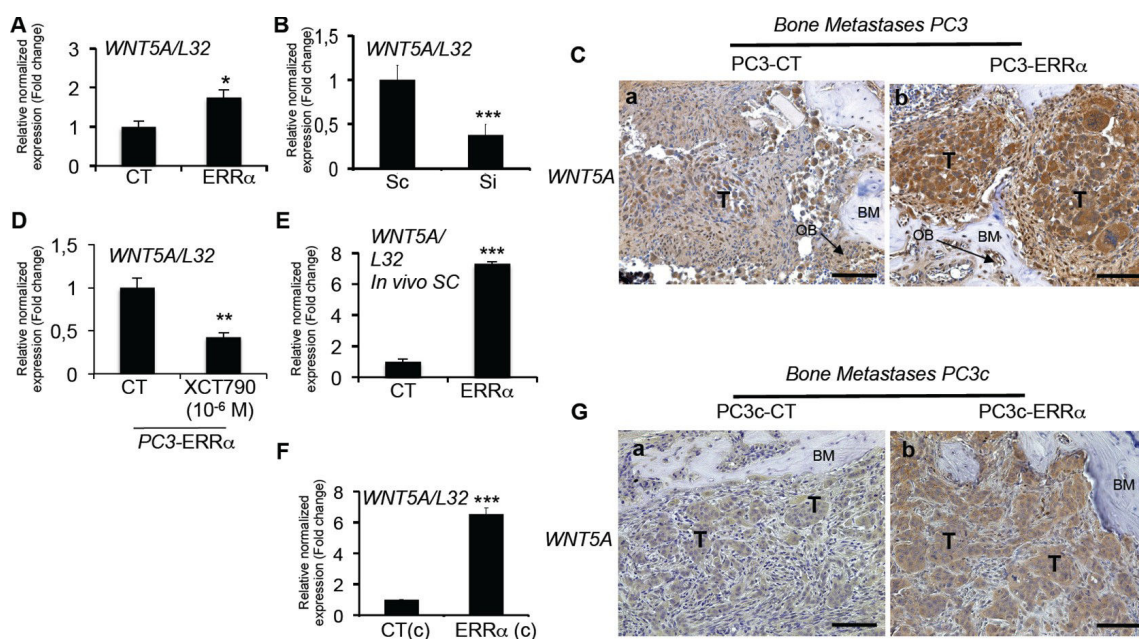 A
Relative normalized
expression (Fold change)
3
2
1
0
WNT5A/L32
*
CT
ERRα
B
Relative normalized
expression (Fold change)
1,5
1
0,5
0
WNT5A/L32
***
Sc
Si
D
Relative normalized
expression (Fold change)
1,5
1
0,5
0
WNT5A/L32
**
CT
XCT790
(10⁻⁶ M)
PC3-ERRα
E
Relative normalized
expression (Fold change)
8
6
4
2
0
WNT5A/
L32
In vivo SC
***
CT
ERRα
F
Relative normalized
expression (Fold change)
8
6
4
2
0
WNT5A/L32
***
CT(c)
ERRα (c)
Bone Metastases PC3
C
PC3-CT
PC3-ERRα
WNT5A
a
T
BM
OB
b
T
T
OB
BM
Bone Metastases PC3c
G
PC3c-CT
PC3c-ERRα
WNT5A
a
BM
T
T
b
BM
T
T